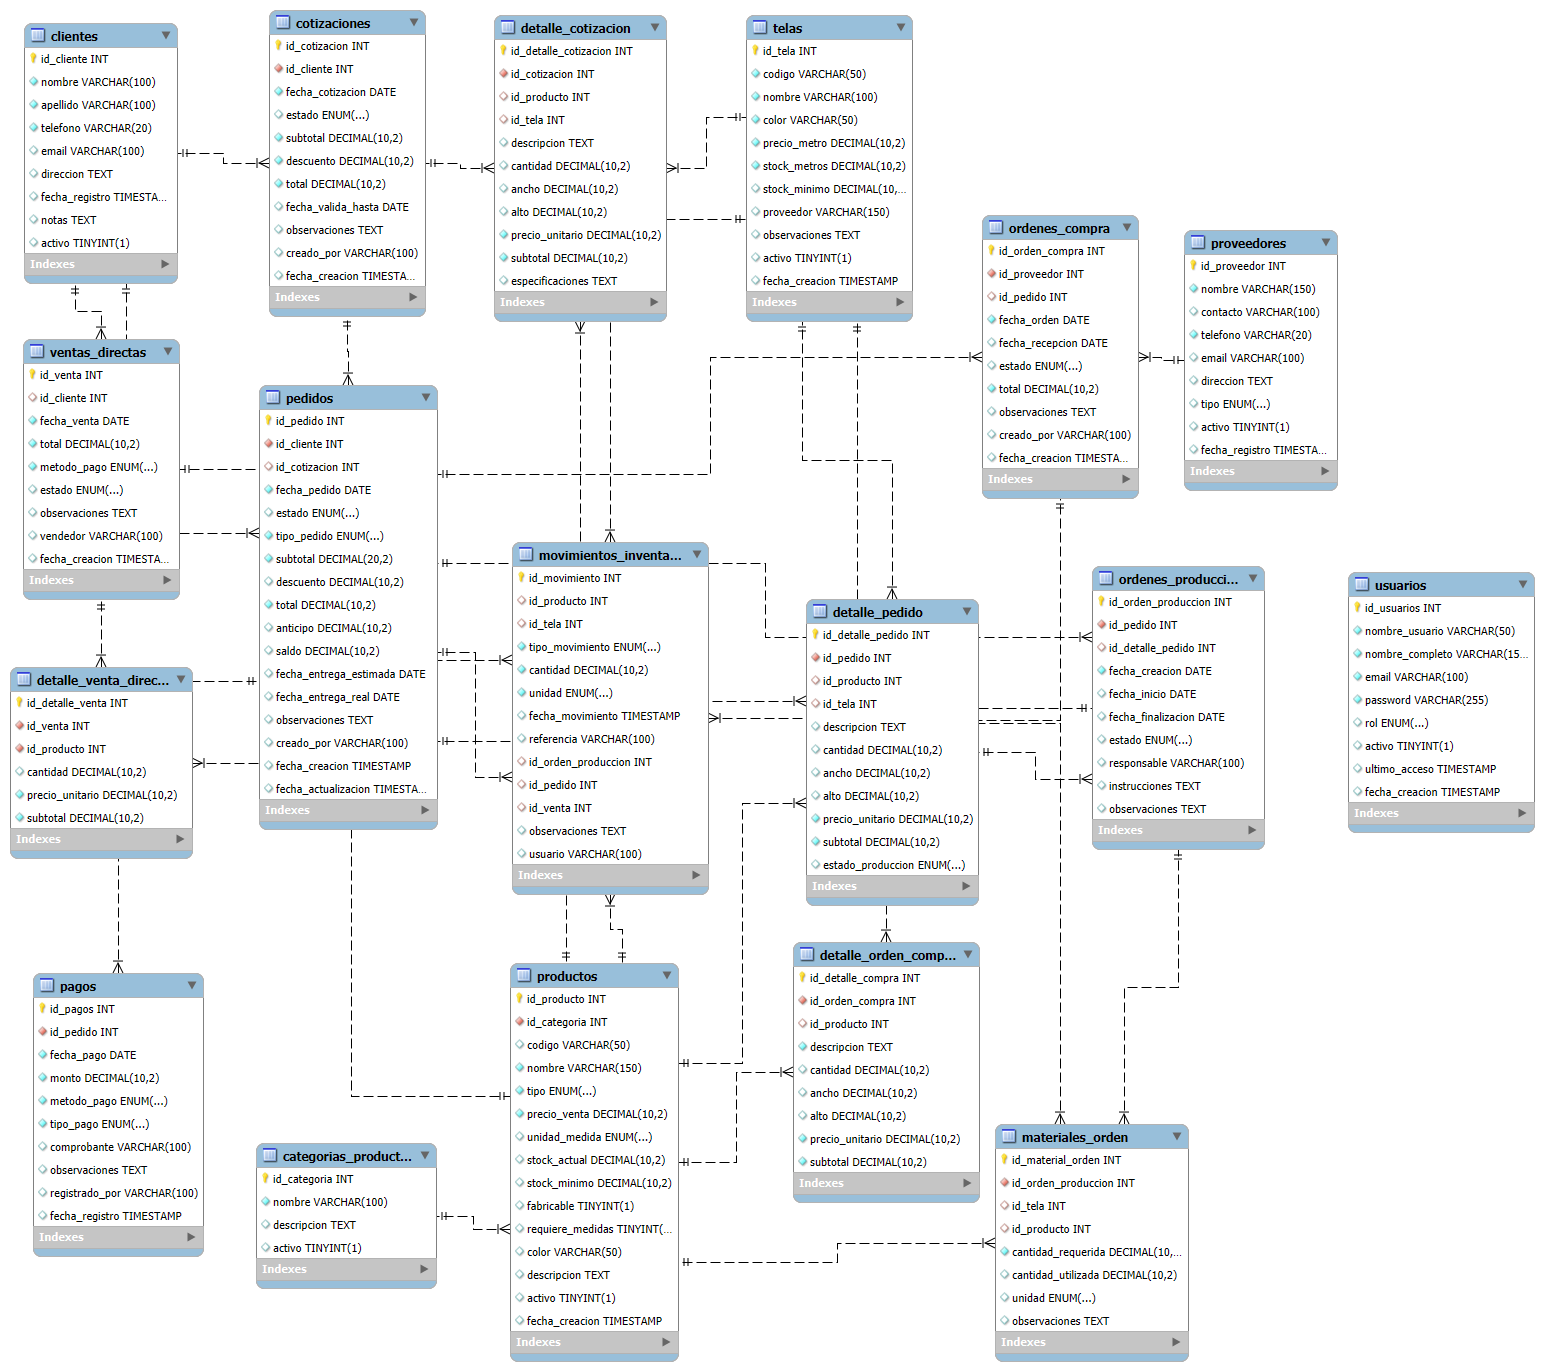 clientes
id_cliente INT
nombre VARCHAR(100)
apellido VARCHAR(100)
telefono VARCHAR(20)
email VARCHAR(100)
direccion TEXT
fecha_registro TIMESTA...
notas TEXT
activo TINYINT(1)
Indexes
cotizaciones
id_cotizacion INT
id_cliente INT
fecha_cotizacion DATE
estado ENUM(...)
subtotal DECIMAL(10,2)
descuento DECIMAL(10,2)
total DECIMAL(10,2)
fecha_valida_hasta DATE
observaciones TEXT
creado_por VARCHAR(100)
fecha_creacion TIMESTA...
Indexes
detalle_cotizacion
id_detalle_cotizacion INT
id_cotizacion INT
id_producto INT
id_tela INT
descripcion TEXT
cantidad DECIMAL(10,2)
ancho DECIMAL(10,2)
alto DECIMAL(10,2)
precio_unitario DECIMAL(10,2)
subtotal DECIMAL(10,2)
especificaciones TEXT
Indexes
telas
id_tela INT
codigo VARCHAR(50)
nombre VARCHAR(100)
color VARCHAR(50)
precio_metro DECIMAL(10,2)
stock_metros DECIMAL(10,2)
stock_minimo DECIMAL(10,...
proveedor VARCHAR(150)
observaciones TEXT
activo TINYINT(1)
fecha_creacion TIMESTAMP
Indexes
ordenes_compra
id_orden_compra INT
id_proveedor INT
id_pedido INT
fecha_orden DATE
fecha_recepcion DATE
estado ENUM(...)
total DECIMAL(10,2)
observaciones TEXT
creado_por VARCHAR(100)
fecha_creacion TIMESTA...
Indexes
proveedores
id_proveedor INT
nombre VARCHAR(150)
contacto VARCHAR(100)
telefono VARCHAR(20)
email VARCHAR(100)
direccion TEXT
tipo ENUM(...)
activo TINYINT(1)
fecha_registro TIMESTA...
Indexes
ventas_directas
id_venta INT
id_cliente INT
fecha_venta DATE
total DECIMAL(10,2)
metodo_pago ENUM(...)
estado ENUM(...)
observaciones TEXT
vendedor VARCHAR(100)
fecha_creacion TIMESTA...
Indexes
pedidos
id_pedido INT
id_cliente INT
id_cotizacion INT
fecha_pedido DATE
estado ENUM(...)
tipo_pedido ENUM(...)
subtotal DECIMAL(20,2)
descuento DECIMAL(10,2)
total DECIMAL(10,2)
anticipo DECIMAL(10,2)
saldo DECIMAL(10,2)
fecha_entrega_estimada DATE
fecha_entrega_real DATE
observaciones TEXT
creado_por VARCHAR(100)
fecha_creacion TIMESTAMP
fecha_actualizacion TIMESTA...
Indexes
movimientos_inventa...
id_movimiento INT
id_producto INT
id_tela INT
tipo_movimiento ENUM(...)
cantidad DECIMAL(10,2)
unidad ENUM(...)
fecha_movimiento TIMESTAMP
referencia VARCHAR(100)
id_orden_produccion INT
id_pedido INT
id_venta INT
observaciones TEXT
usuario VARCHAR(100)
Indexes
detalle_pedido
id_detalle_pedido INT
id_pedido INT
id_producto INT
id_tela INT
descripcion TEXT
cantidad DECIMAL(10,2)
ancho DECIMAL(10,2)
alto DECIMAL(10,2)
precio_unitario DECIMAL(10,2)
subtotal DECIMAL(10,2)
estado_produccion ENUM(...)
Indexes
ordenes_producci...
id_orden_produccion INT
id_pedido INT
id_detalle_pedido INT
fecha_creacion DATE
fecha_inicio DATE
fecha_finalizacion DATE
estado ENUM(...)
responsable VARCHAR(100)
instrucciones TEXT
observaciones TEXT
Indexes
usuarios
id_usuarios INT
nombre_usuario VARCHAR(50)
nombre_completo VARCHAR(15...
email VARCHAR(100)
password VARCHAR(255)
rol ENUM(...)
activo TINYINT(1)
ultimo_acceso TIMESTAMP
fecha_creacion TIMESTAMP
Indexes
detalle_venta_direc...
id_detalle_venta INT
id_venta INT
id_producto INT
cantidad DECIMAL(10,2)
precio_unitario DECIMAL(10,2)
subtotal DECIMAL(10,2)
Indexes
pagos
id_pagos INT
id_pedido INT
fecha_pago DATE
monto DECIMAL(10,2)
metodo_pago ENUM(...)
tipo_pago ENUM(...)
comprobante VARCHAR(100)
observaciones TEXT
registrado_por VARCHAR(100)
fecha_registro TIMESTAMP
Indexes
categorias_product...
id_categoria INT
nombre VARCHAR(100)
descripcion TEXT
activo TINYINT(1)
Indexes
productos
id_producto INT
id_categoria INT
codigo VARCHAR(50)
nombre VARCHAR(150)
tipo ENUM(...)
precio_venta DECIMAL(10,2)
unidad_medida ENUM(...)
stock_actual DECIMAL(10,2)
stock_minimo DECIMAL(10,2)
fabricable TINYINT(1)
requiere_medidas TINYINT(...
color VARCHAR(50)
descripcion TEXT
activo TINYINT(1)
fecha_creacion TIMESTAMP
Indexes
detalle_orden_comp...
id_detalle_compra INT
id_orden_compra INT
id_producto INT
descripcion TEXT
cantidad DECIMAL(10,2)
ancho DECIMAL(10,2)
alto DECIMAL(10,2)
precio_unitario DECIMAL(10,2)
subtotal DECIMAL(10,2)
Indexes
materiales_orden
id_material_orden INT
id_orden_produccion INT
id_tela INT
id_producto INT
cantidad_requerida DECIMAL(10,...
cantidad_utilizada DECIMAL(10,2)
unidad ENUM(...)
observaciones TEXT
Indexes